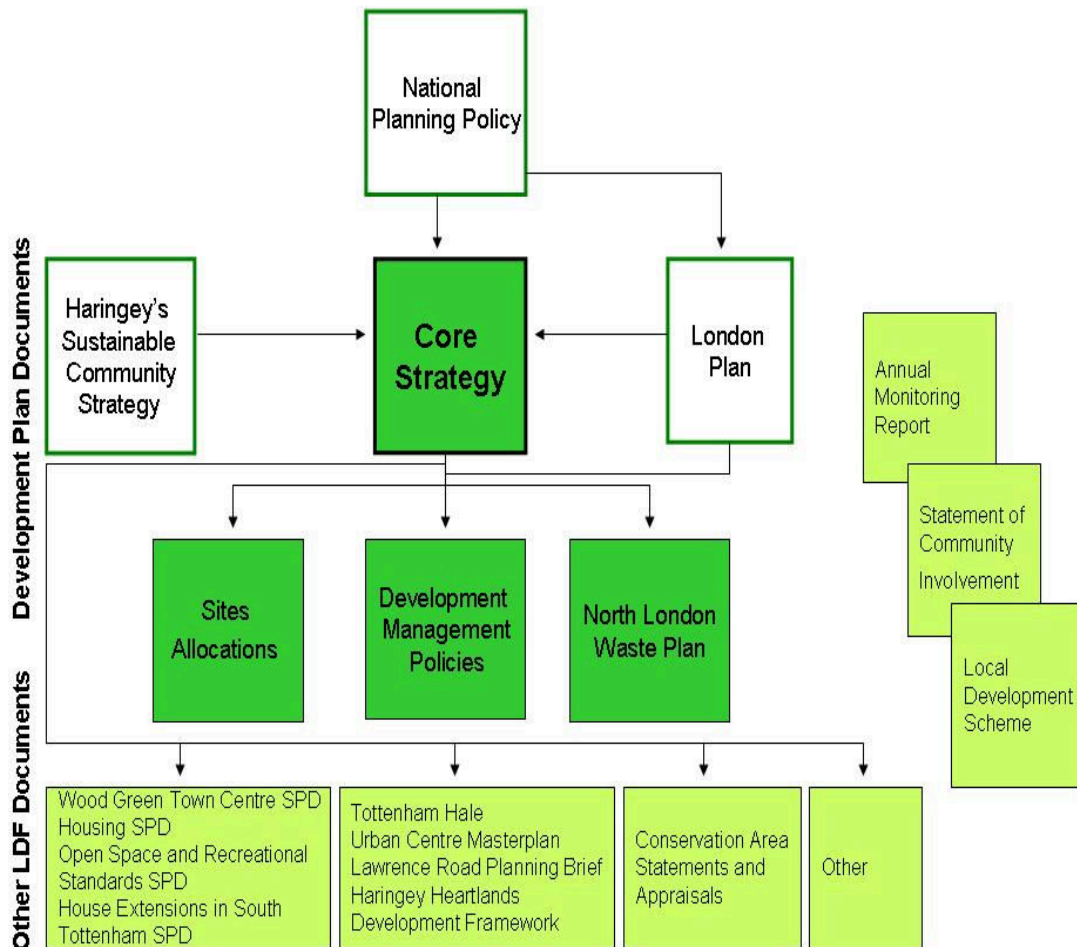 National
Planning Policy
Development Plan Documents
Haringey's
Sustainable
Community
Strategy
Core
Strategy
London
Plan
Annual
Monitoring
Report
Statement of
Community
Involvement
Local
Development
Scheme
Sites
Allocations
Development
Management
Policies
North London
Waste Plan
Other LDF Documents
Wood Green Town Centre SPD
Housing SPD
Open Space and Recreational
Standards SPD
House Extensions in South
Tottenham SPD
Tottenham Hale
Urban Centre Masterplan
Lawrence Road Planning Brief
Haringey Heartlands
Development Framework
Conservation Area
Statements and
Appraisals
Other